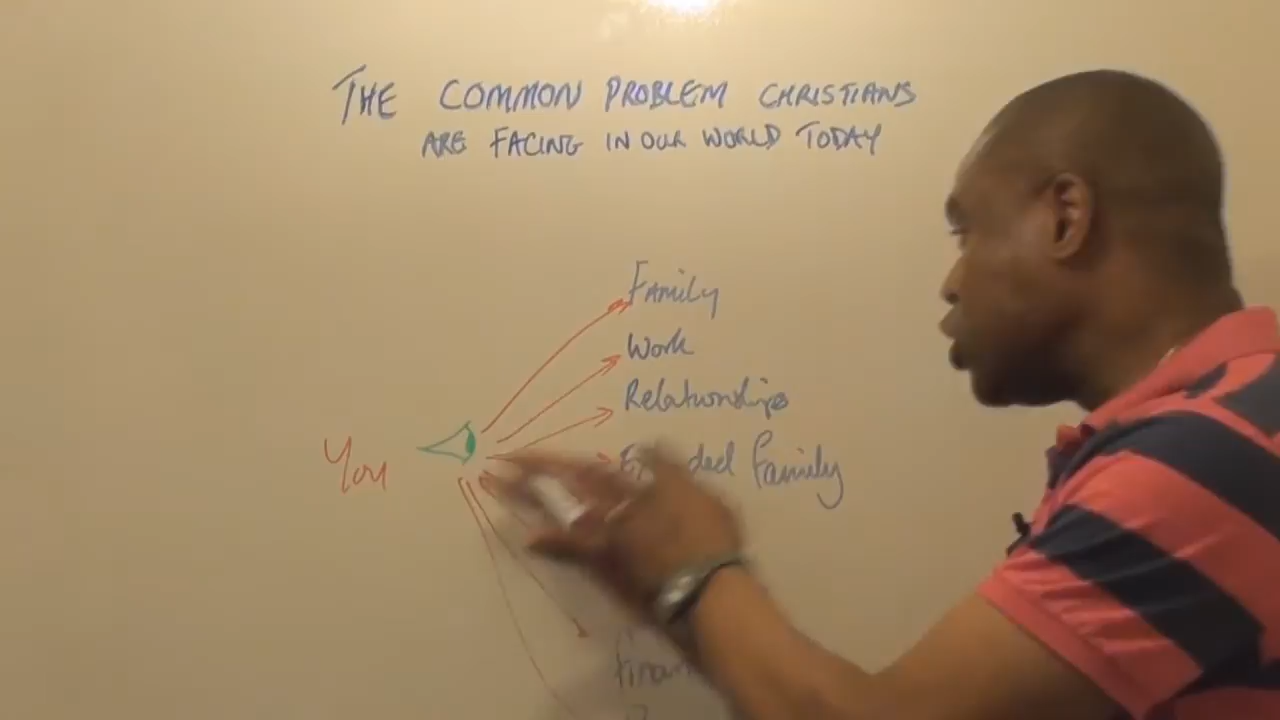 THE COMMON PROBLEM CHRISTIANS
ARE FACING IN OUR WORLD TODAY
Family
Work
Relationships
Family
You